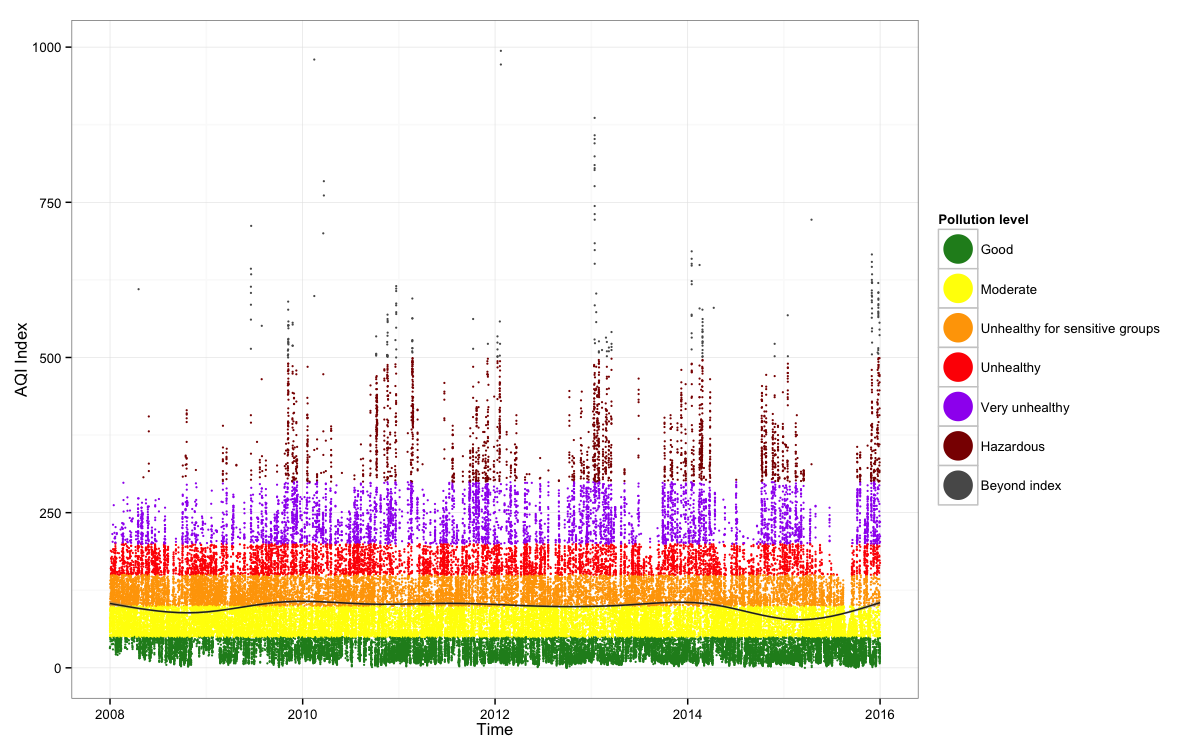 1000
750
500
250
0
AQI Index
2008
2010
2012
2014
2016
Time
Pollution level
Good
Moderate
Unhealthy for sensitive groups
Unhealthy
Very unhealthy
Hazardous
Beyond index